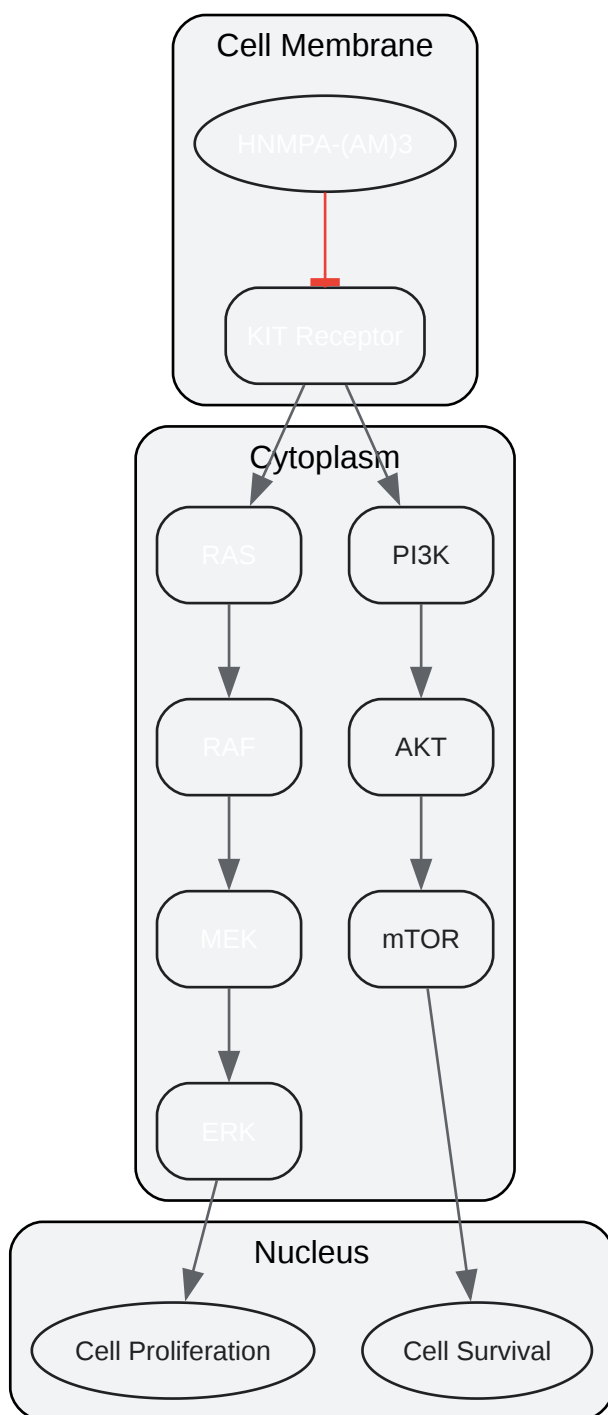 Cell Membrane
HNMPA-(AM)3
KIT Receptor
Cytoplasm
RAS
PI3K
RAF
AKT
MEK
mTOR
ERK
Nucleus
Cell Proliferation
Cell Survival